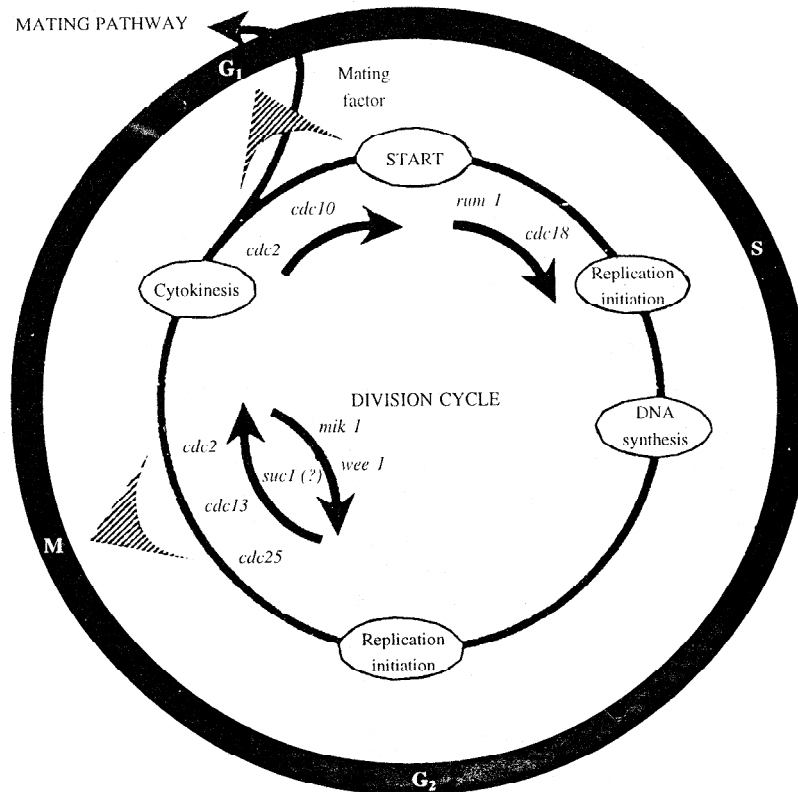 MATING PATHWAY
G₁
Mating
factor
START
cdc10
rum 1
cdc2
cdc18
S
Cytokinesis
Replication
initiation
DIVISION CYCLE
DNA
synthesis
mik 1
cdc2
suc1 (?)
wee 1
cdc13
M
cdc25
Replication
initiation
G₂